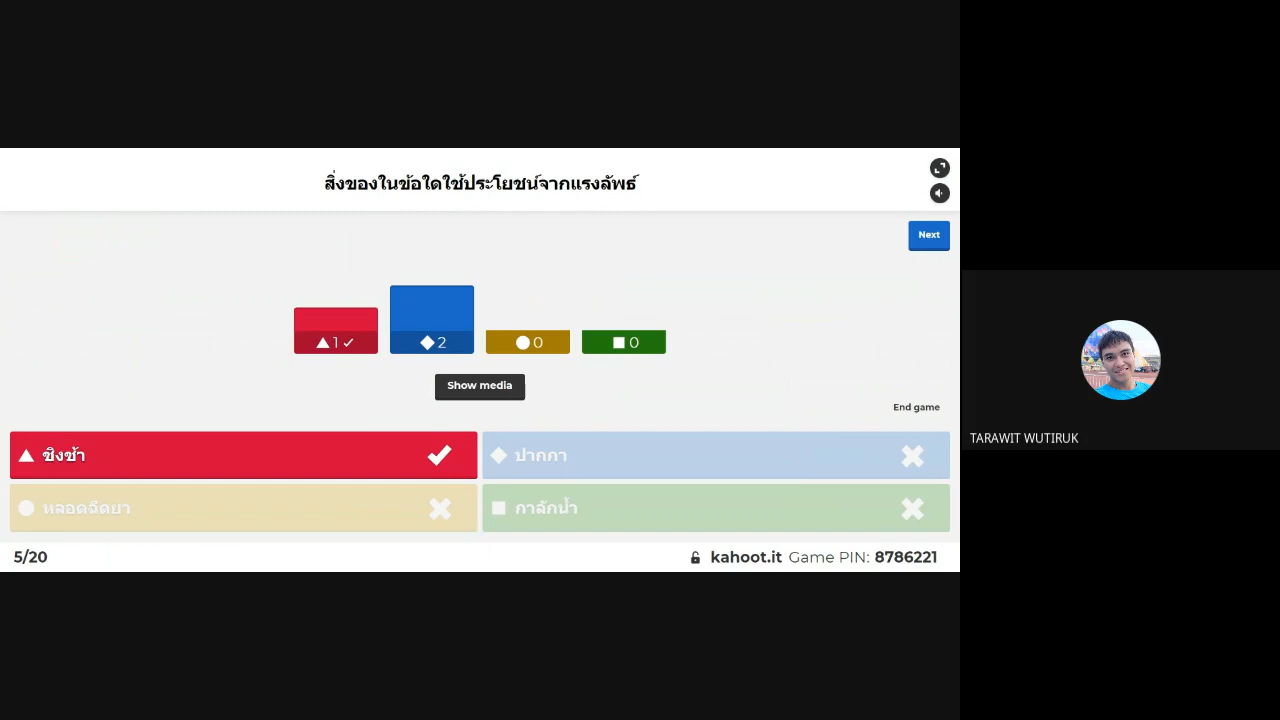 สิ่งของในข้อใดใช้ประโยชน์จากแรงลัพธ์
Next
1
2
0
0
Show media
End game
ชิงช้า
ปากกา
หลอดฉีดยา
กาลักน้ำ
5/20
kahoot.it Game PIN: 8786221
TARAWIT WUTIRUK